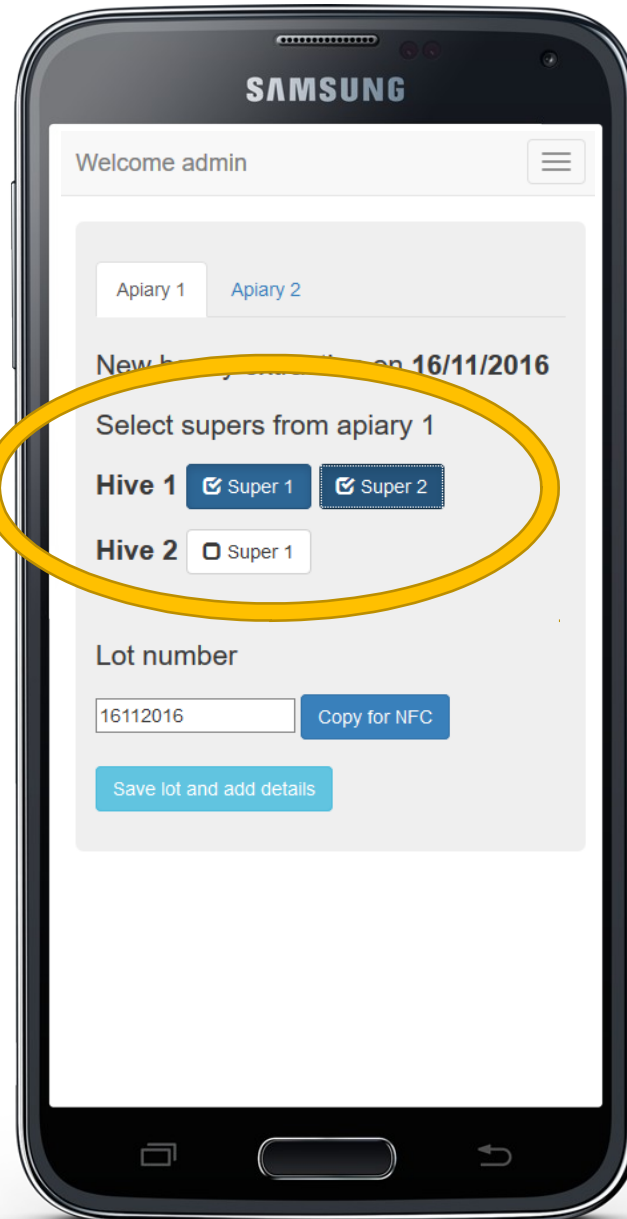 SAMSUNG
Welcome admin
Apiary 1 Apiary 2
New on 16/11/2016
Select supers from apiary 1
Hive 1 Super 1 Super 2
Hive 2 Super 1
Lot number
16112016 Copy for NFC
Save lot and add details